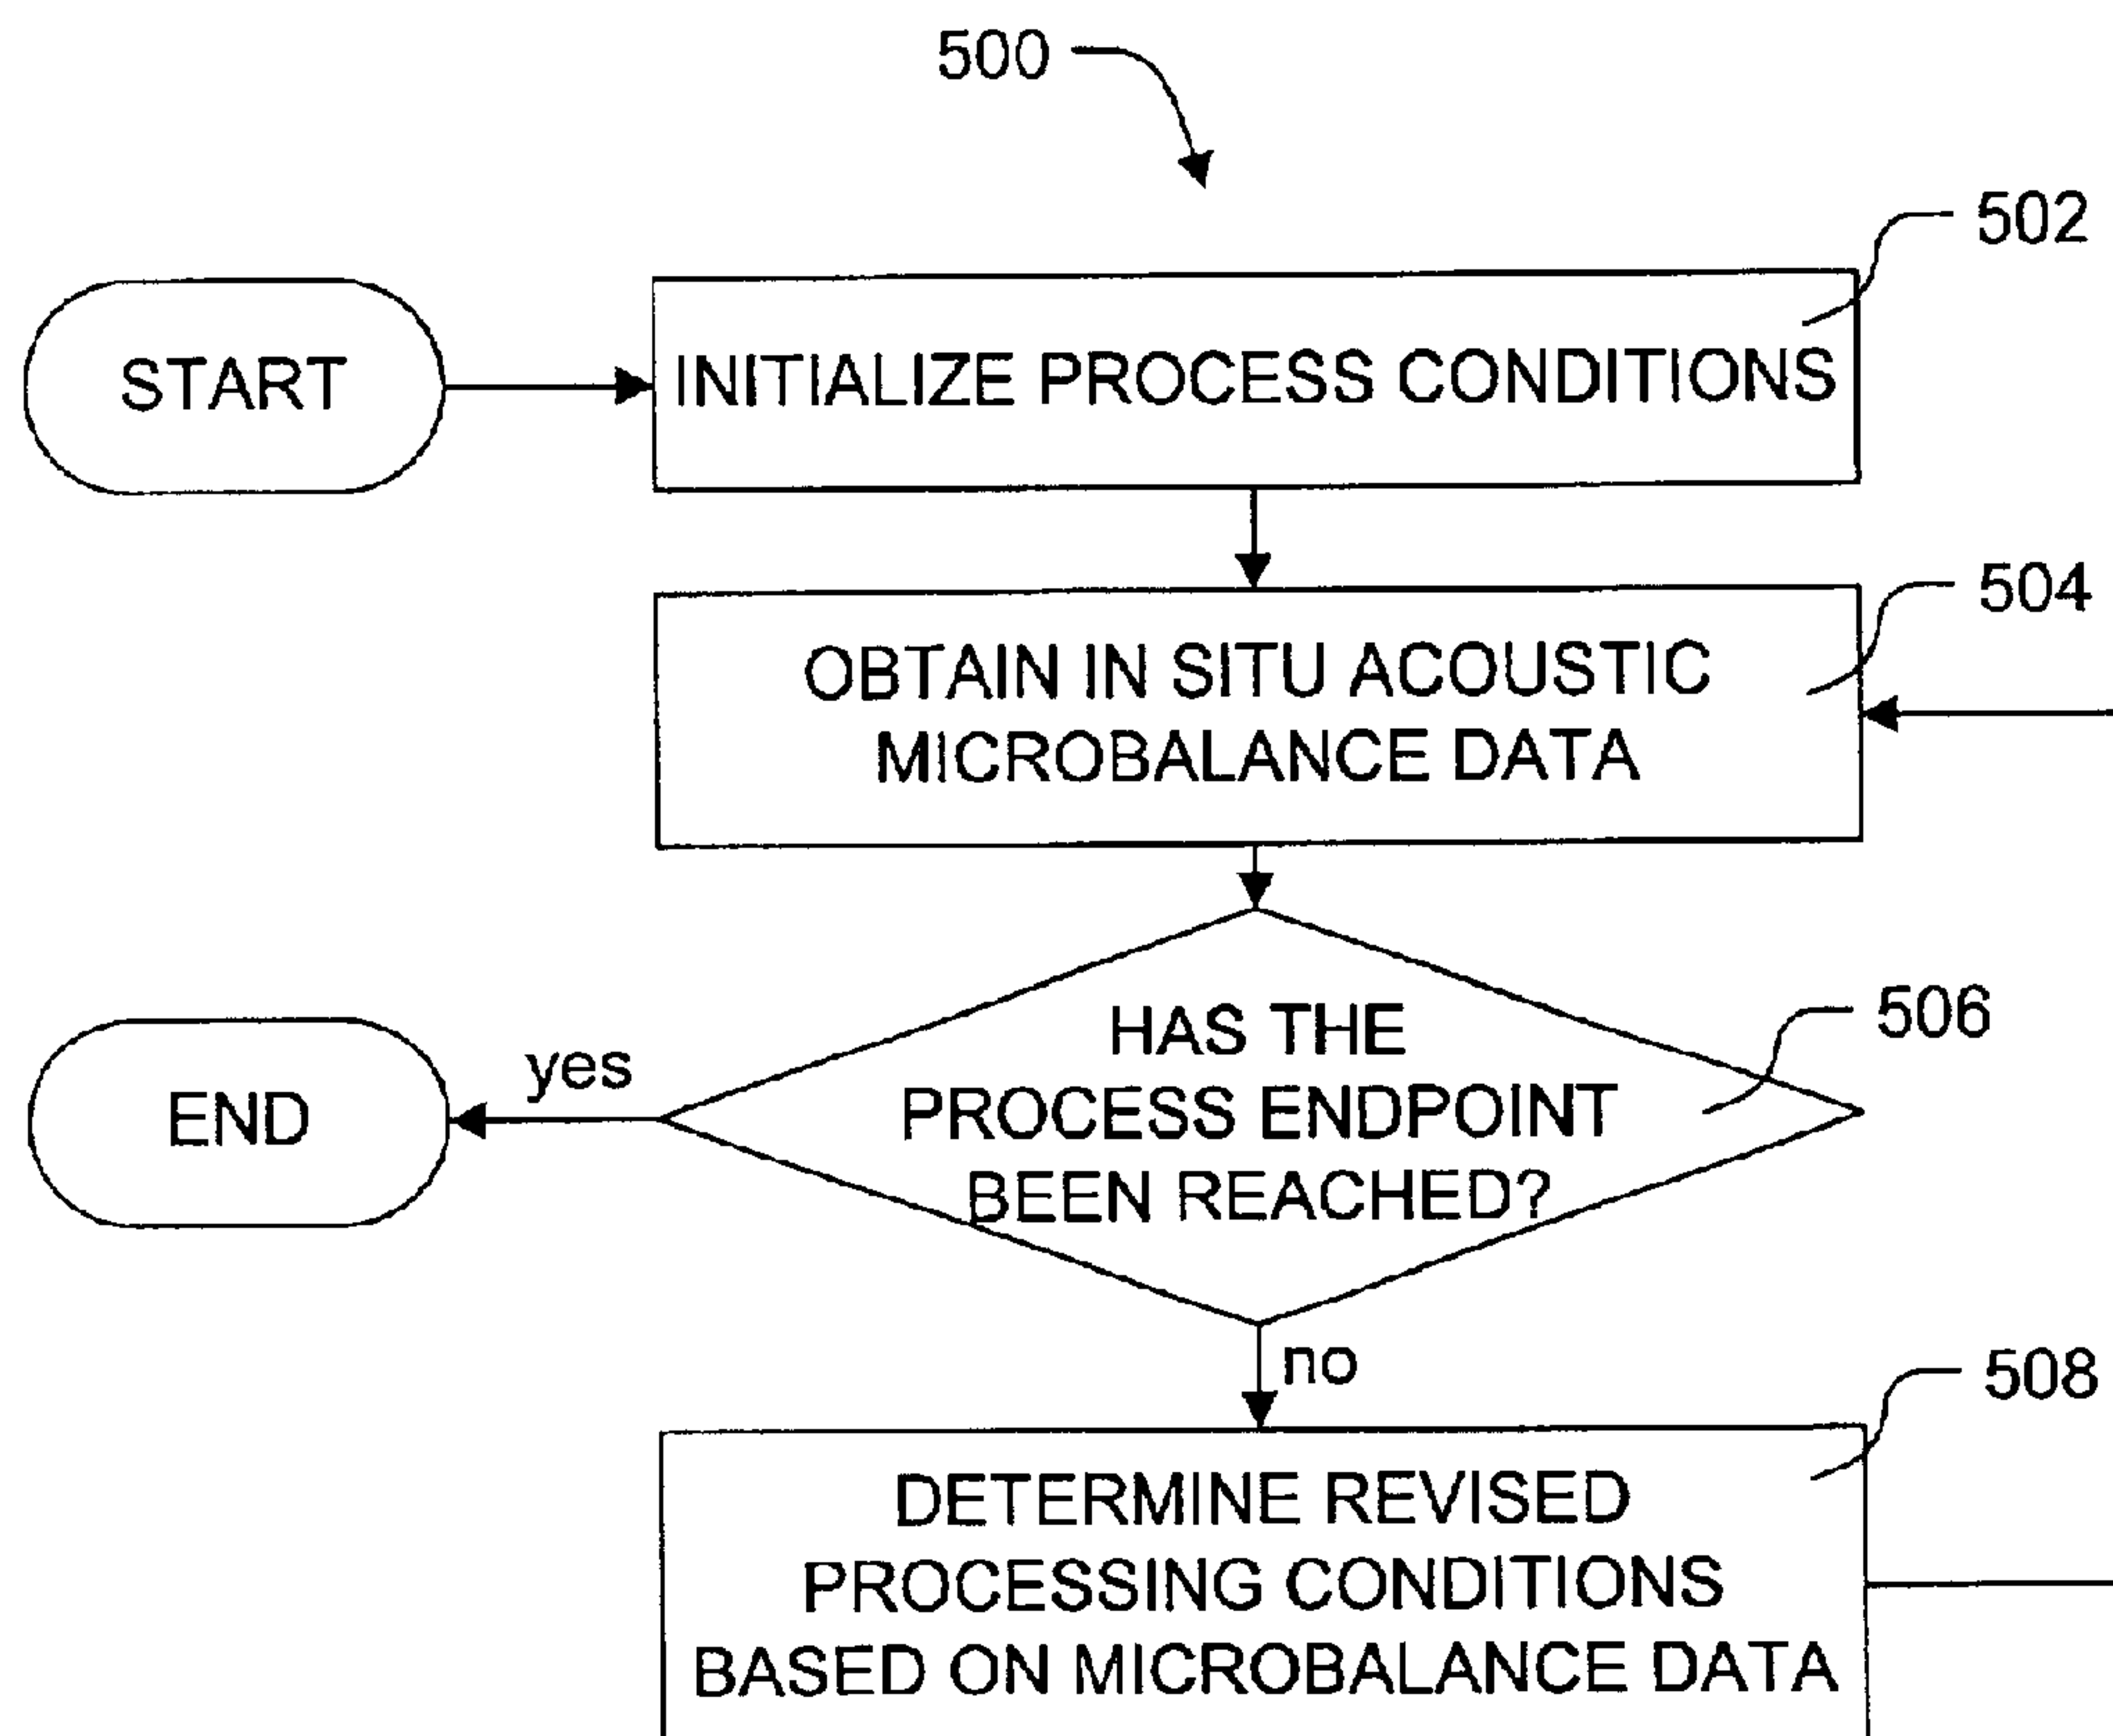 500
502
START
INITIALIZE PROCESS CONDITIONS
504
OBTAIN IN SITU ACOUSTIC
MICROBALANCE DATA
506
HAS THE
PROCESS ENDPOINT
BEEN REACHED?
yes
END
no
508
DETERMINE REVISED
PROCESSING CONDITIONS
BASED ON MICROBALANCE DATA